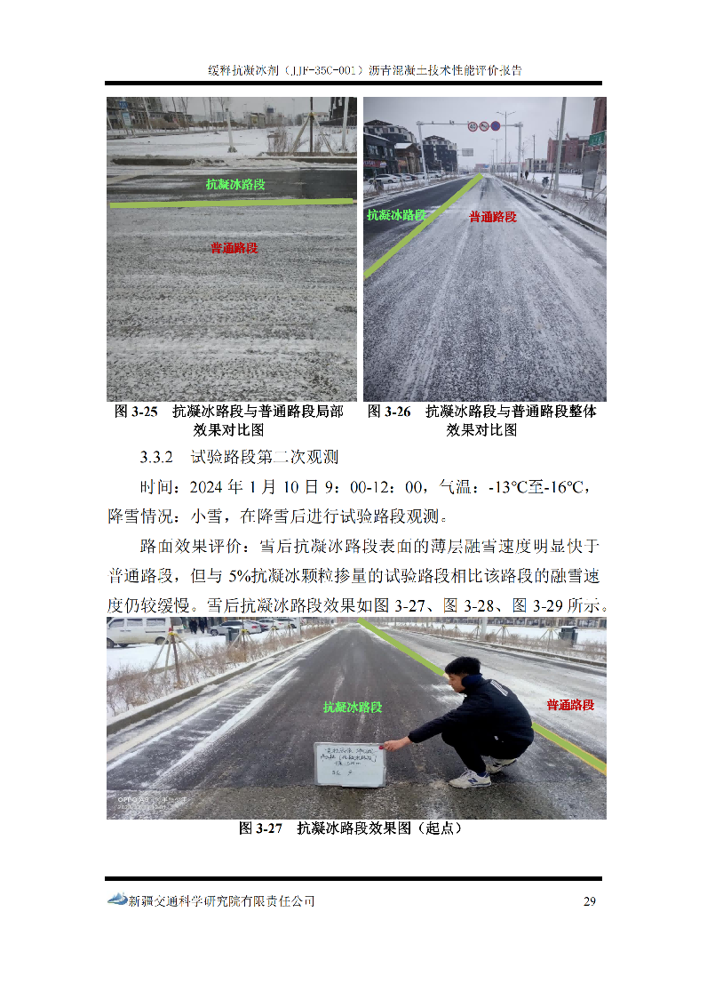 缓释抗凝冰剂（JJF-35C-001）沥青混凝土技术性能评价报告
抗凝冰路段
普通路段
抗凝冰路段
普通路段
图 3-25　抗凝冰路段与普通路段局部
效果对比图
图 3-26　抗凝冰路段与普通路段整体
效果对比图
3.3.2　试验路段第二次观测
时间：2024 年 1 月 10 日 9：00-12：00，气温：-13℃至-16℃，
降雪情况：小雪，在降雪后进行试验路段观测。
路面效果评价：雪后抗凝冰路段表面的薄层融雪速度明显快于
普通路段，但与 5%抗凝冰颗粒掺量的试验路段相比该路段的融雪速
度仍较缓慢。雪后抗凝冰路段效果如图 3-27、图 3-28、图 3-29 所示。
抗凝冰路段
普通路段
OPPO A9
图 3-27　抗凝冰路段效果图（起点）
新疆交通科学研究院有限责任公司
29